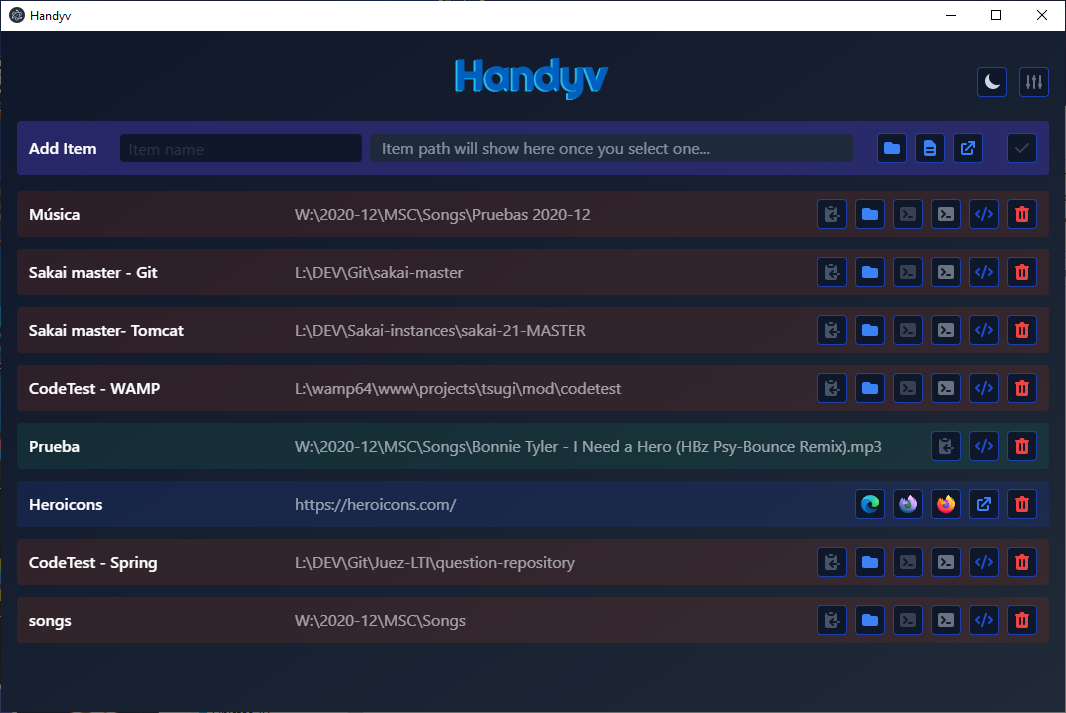 Handyv
Handyv
Add Item Item name Item path will show here once you select one...
Música W:\2020-12\MSC\Songs\Pruebas 2020-12
Sakai master - Git L:\DEV\Git\sakai-master
Sakai master- Tomcat L:\DEV\Sakai-instances\sakai-21-MASTER
CodeTest - WAMP L:\wamp64\www\projects\tsugi\mod\codetest
Prueba W:\2020-12\MSC\Songs\Bonnie Tyler - I Need a Hero (HBz Psy-Bounce Remix).mp3
Heroicons https://heroicons.com/
CodeTest - Spring L:\DEV\Git\Juez-LTI\question-repository
songs W:\2020-12\MSC\Songs